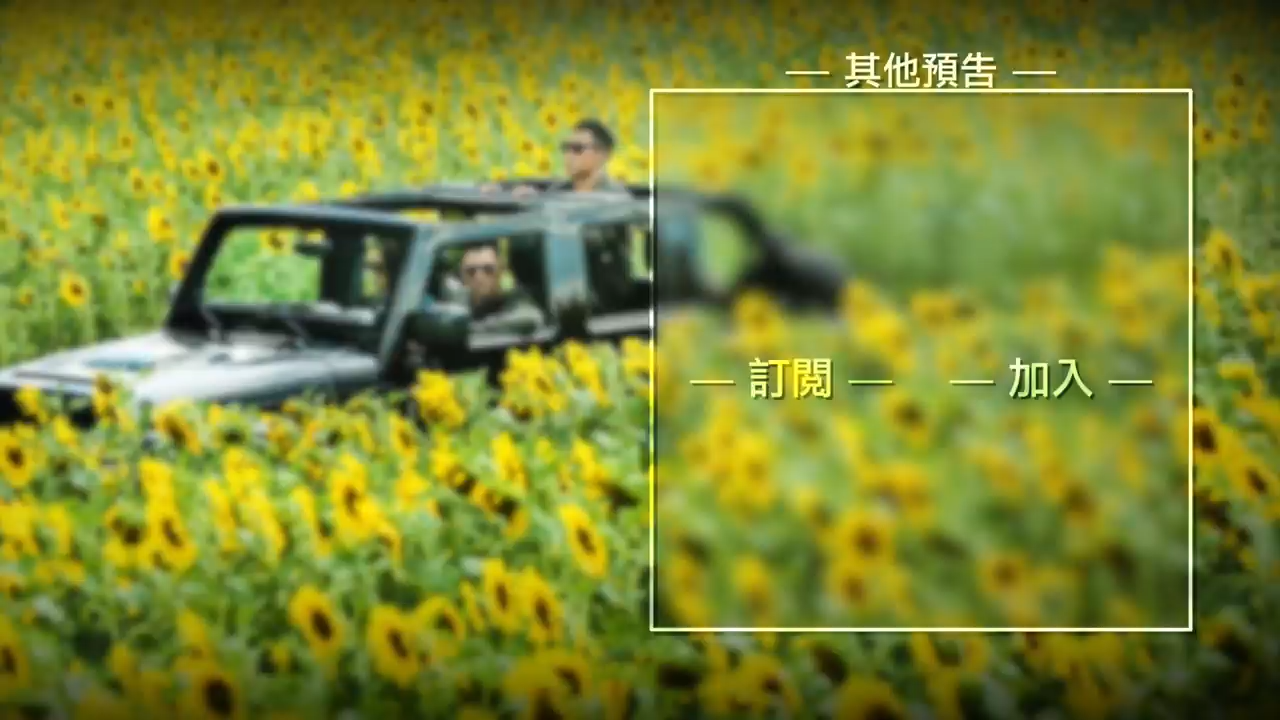 — 其他預告 —
— 訂閱 — — 加入 —